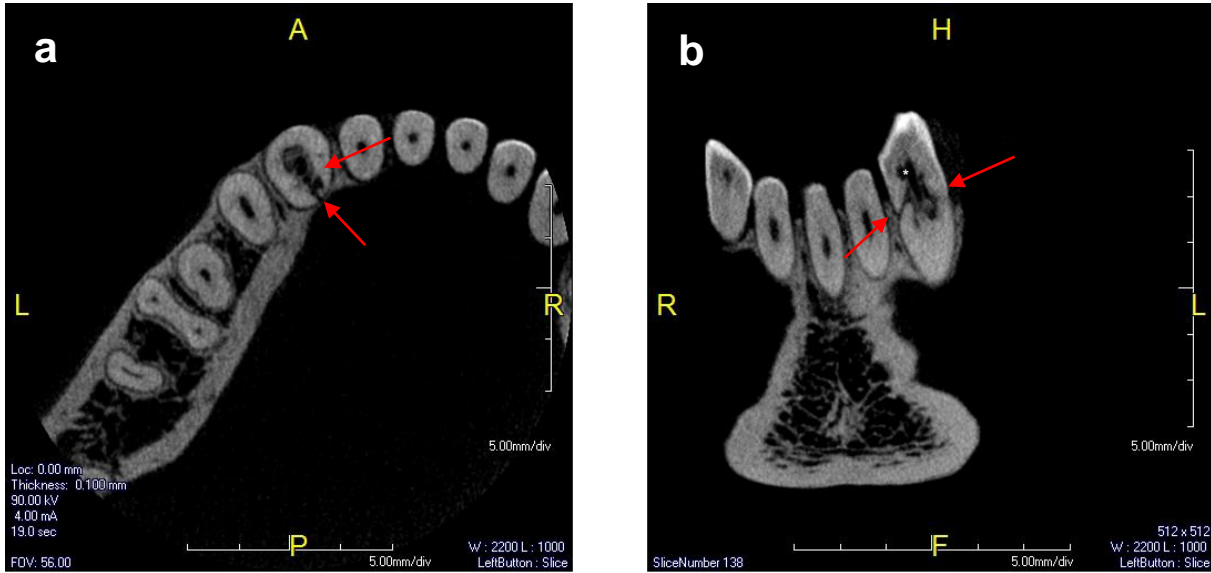 a
A
L
R
5.00mm/div
Loc: 0.00 mm
Thickness: 0.100 mm
90.00 kV
4.00 mA
19.0 sec
FOV: 56.00
P
5.00mm/div
W : 2200 L : 1000
LeftButton : Slice
b
H
*
R
L
5.00mm/div
SliceNumber 138
F
5.00mm/div
512 x 512
W : 2200 L : 1000
LeftButton : Slice